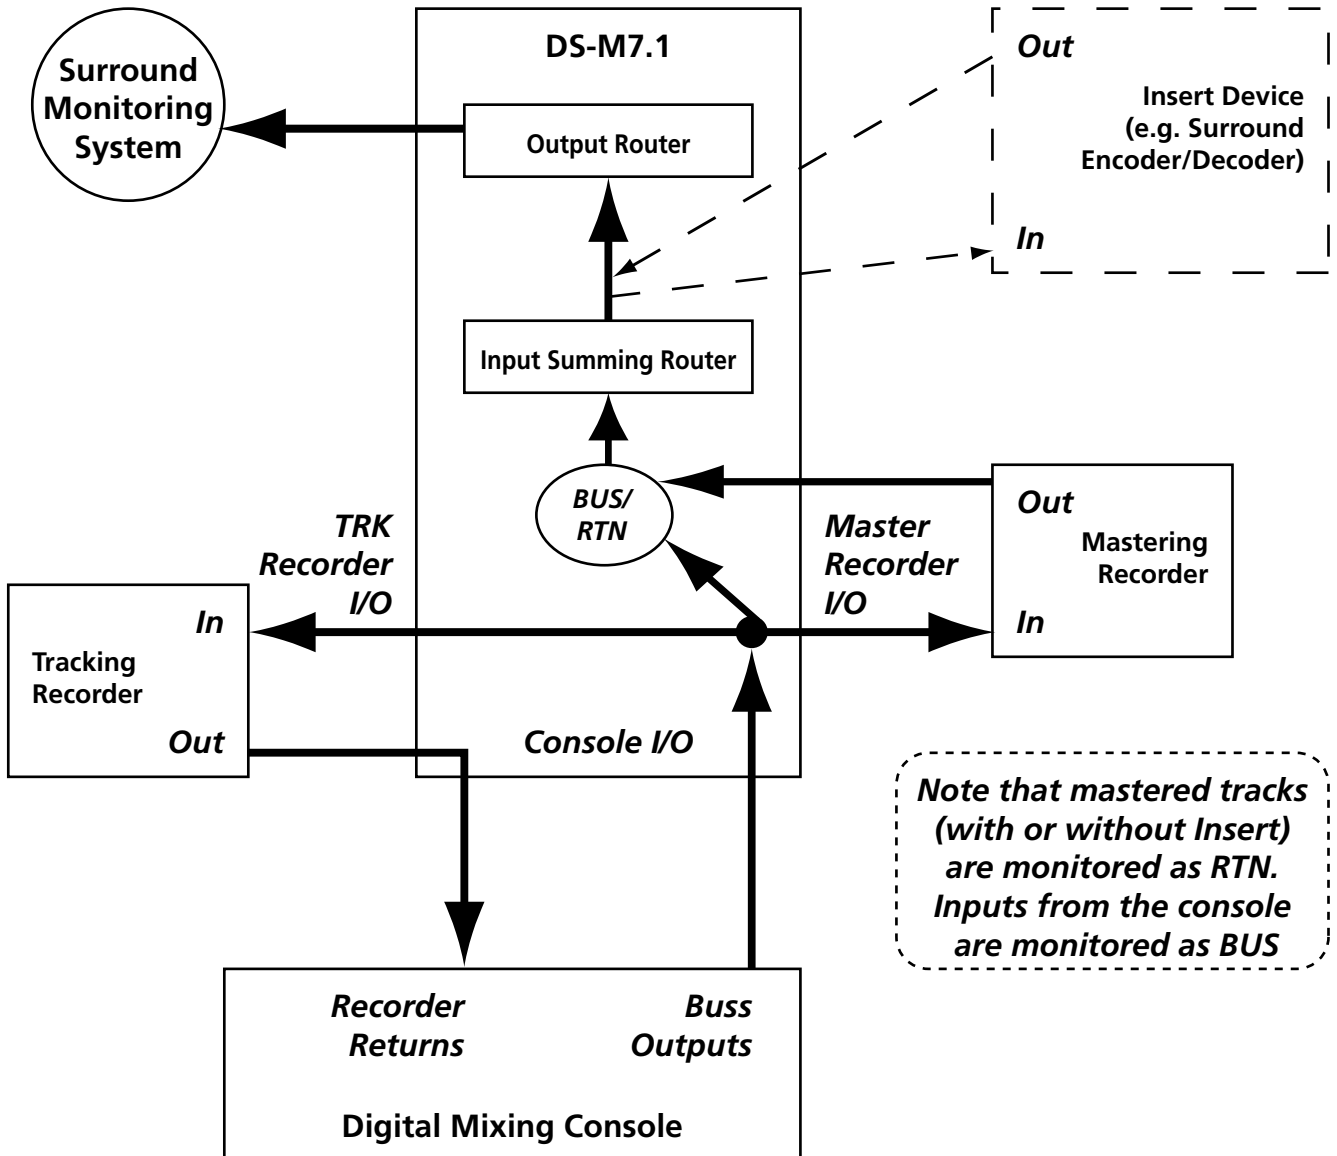 Surround
Monitoring
System
DS-M7.1
Output Router
Out
Insert Device
(e.g. Surround
Encoder/Decoder)
In
Input Summing Router
BUS/
RTN
TRK
Recorder
I/O
Master
Recorder
I/O
Out
Mastering
Recorder
In
In
Tracking
Recorder
Out
Console I/O
Note that mastered tracks
(with or without Insert)
are monitored as RTN.
Inputs from the console
are monitored as BUS
Recorder
Returns
Buss
Outputs
Digital Mixing Console